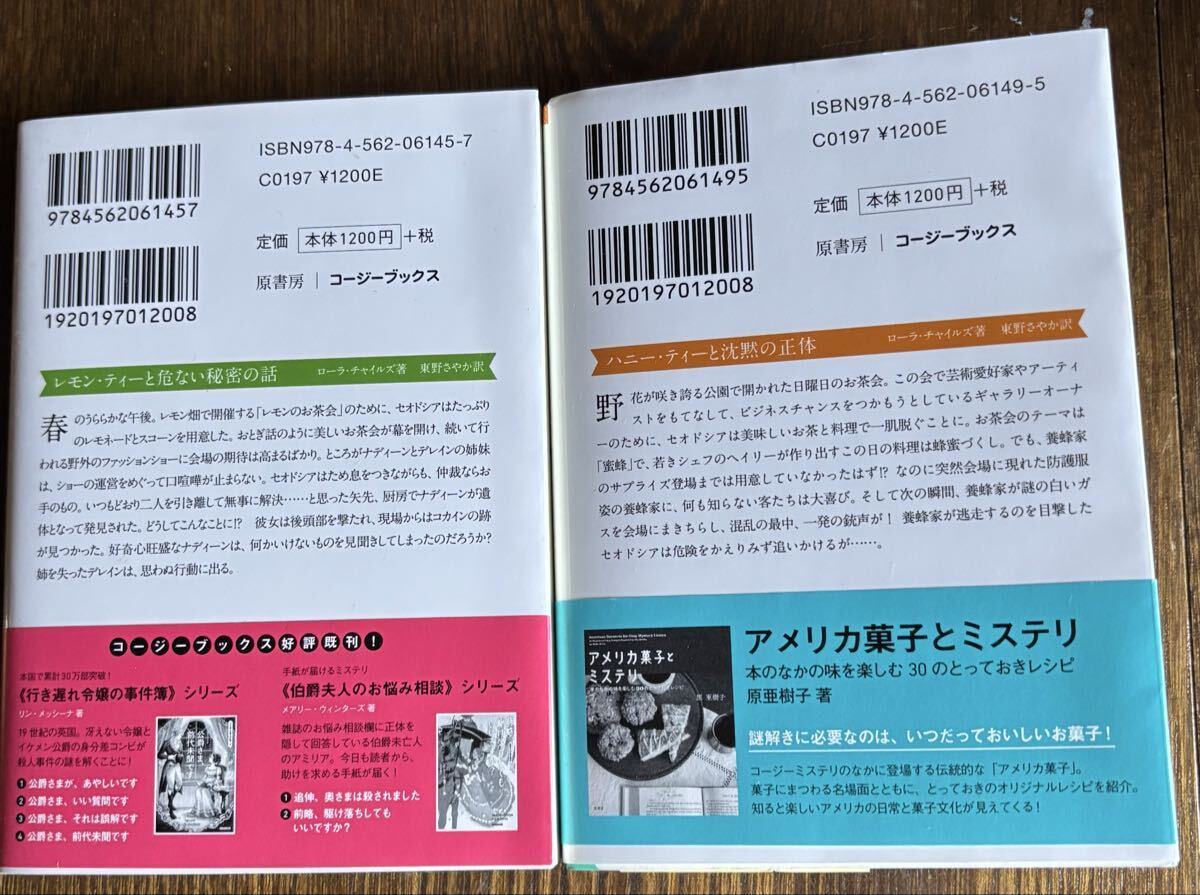 ISBN978-4-562-06145-7
C0197 ¥1200E
9784562061457
定価 本体1200円+税
1920197012008
原書房 | コージーブックス
レモン・ティーと危ない秘密の話 ローラ・チャイルズ著 東野さやか訳
春のうららかな午後。レモン畑で開催する「レモンのお茶会」のために、セオドシアはたっぷり
のレモネードとスコーンを用意した。おとぎ話のように美しいお茶会が幕を開け、続いて行
われる野外のファッションショーに会場の期待は高まるばかり。ところがナディーンとデレインの姉妹
は、ショーの運営をめぐって口喧嘩が止まらない。セオドシアはため息をつきながらも、仲裁ならお
手のもの。いつもどおり二人を引き離して無事に解決……と思った矢先、厨房でナディーンが遺
体となって発見された。どうしてこんなことに!? 彼女は後頭部を撃たれ、現場からはコカインの跡
が見つかった。好奇心旺盛なナディーンは、何かいけないものを見聞きしてしまったのだろうか?
姉を失ったデレインは、思わぬ行動に出る。
コージーブックス好評既刊!
本国で累計30万部突破!
《行き遅れ令嬢の事件簿》シリーズ
リン・メッシーナ 著
19世紀の英国。冴えない令嬢と
イケメン公爵の身分差コンビが
殺人事件の謎を解くことに!
1 公爵さまが、あやしいです
2 公爵さま、いい質問です
3 公爵さま、それは誤解です
4 公爵さま、前代未聞です
手紙が届けるミステリ
《伯爵夫人のお悩み相談》シリーズ
メアリー・ウィンターズ 著
雑誌のお悩み相談欄に正体を
隠して回答している伯爵未亡人
のアミリア。今日も読者から、
助けを求める手紙が届く!
1 追伸、奥さまは殺されました
2 前略、駆け落ちしても
いいですか?
ISBN978-4-562-06149-5
C0197 ¥1200E
9784562061495
定価 本体1200円+税
1920197012008
原書房 | コージーブックス
ハニー・ティーと沈黙の正体 ローラ・チャイルズ著 東野さやか訳
野花が咲き誇る公園で開かれた日曜日のお茶会。この会で芸術愛好家やアーティ
ストをもてなして、ビジネスチャンスをつかもうとしているギャラリーオーナ
ーのために、セオドシアは美味しいお茶と料理で一肌脱ぐことに。お茶会のテーマは
「蜜蜂」で、若きシェフのヘイリーが作り出すこの日の料理は蜂蜜づくし。でも、養蜂家
のサプライズ登場までは用意していなかったはず!? なのに突然会場に現れた防護服
姿の養蜂家に、何も知らない客たちは大喜び。そして次の瞬間、養蜂家が謎の白いガ
スを会場にまきちらし、混乱の最中、一発の銃声が! 養蜂家が逃走するのを目撃した
セオドシアは危険をかえりみず追いかけるが……。
アメリカ菓子と
ミステリ
原 亜樹子
アメリカ菓子とミステリ
本のなかの味を楽しむ 30 のとっておきレシピ
原亜樹子 著
謎解きに必要なのは、いつだっておいしいお菓子!
コージーミステリのなかに登場する伝統的な「アメリカ菓子」。
菓子にまつわる名場面とともに、とっておきのオリジナルレシピを紹介。
知ると楽しいアメリカの日常と菓子文化が見えてくる!